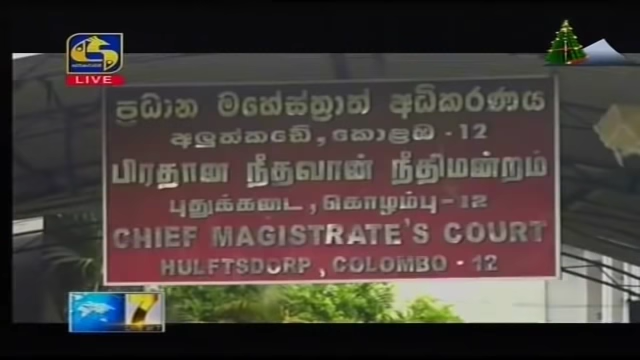 LIVE
ප්‍රධාන මහේස්ත්‍රාත් අධිකරණය
අලුත්කඩේ, කොළඹ - 12
பிரதான நீதவான் நீதிமன்றம்
புதுக்கடை, கொழும்பு - 12
CHIEF MAGISTRATE'S COURT
HULFTSDORP, COLOMBO - 12
7